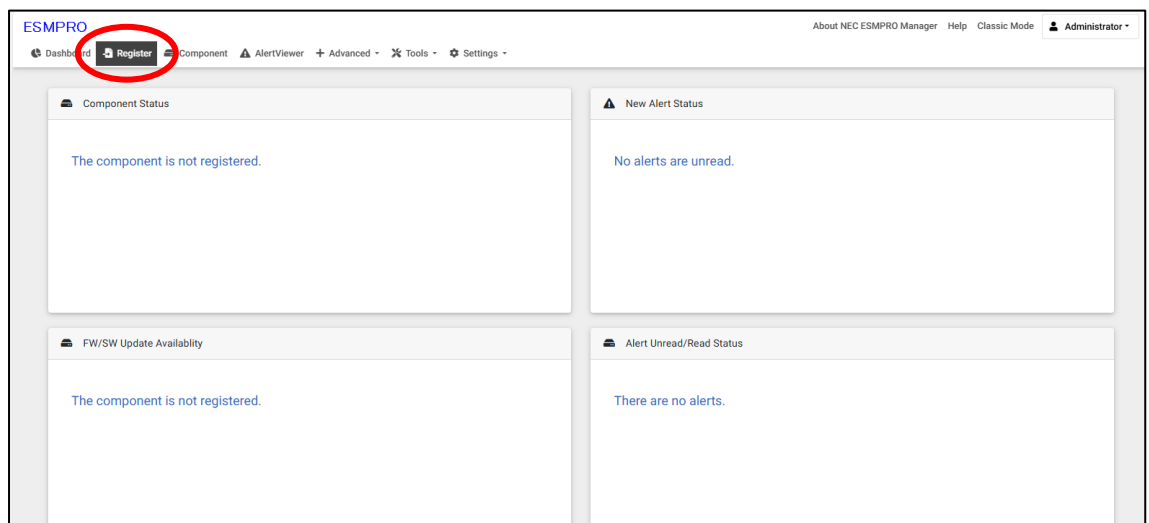 ESMPRO
About NEC ESMPRO Manager Help Classic Mode Administrator
Dashboard Register Component AlertViewer Advanced Tools Settings
Component Status
The component is not registered.
New Alert Status
No alerts are unread.
FW/SW Update Availablity
The component is not registered.
Alert Unread/Read Status
There are no alerts.